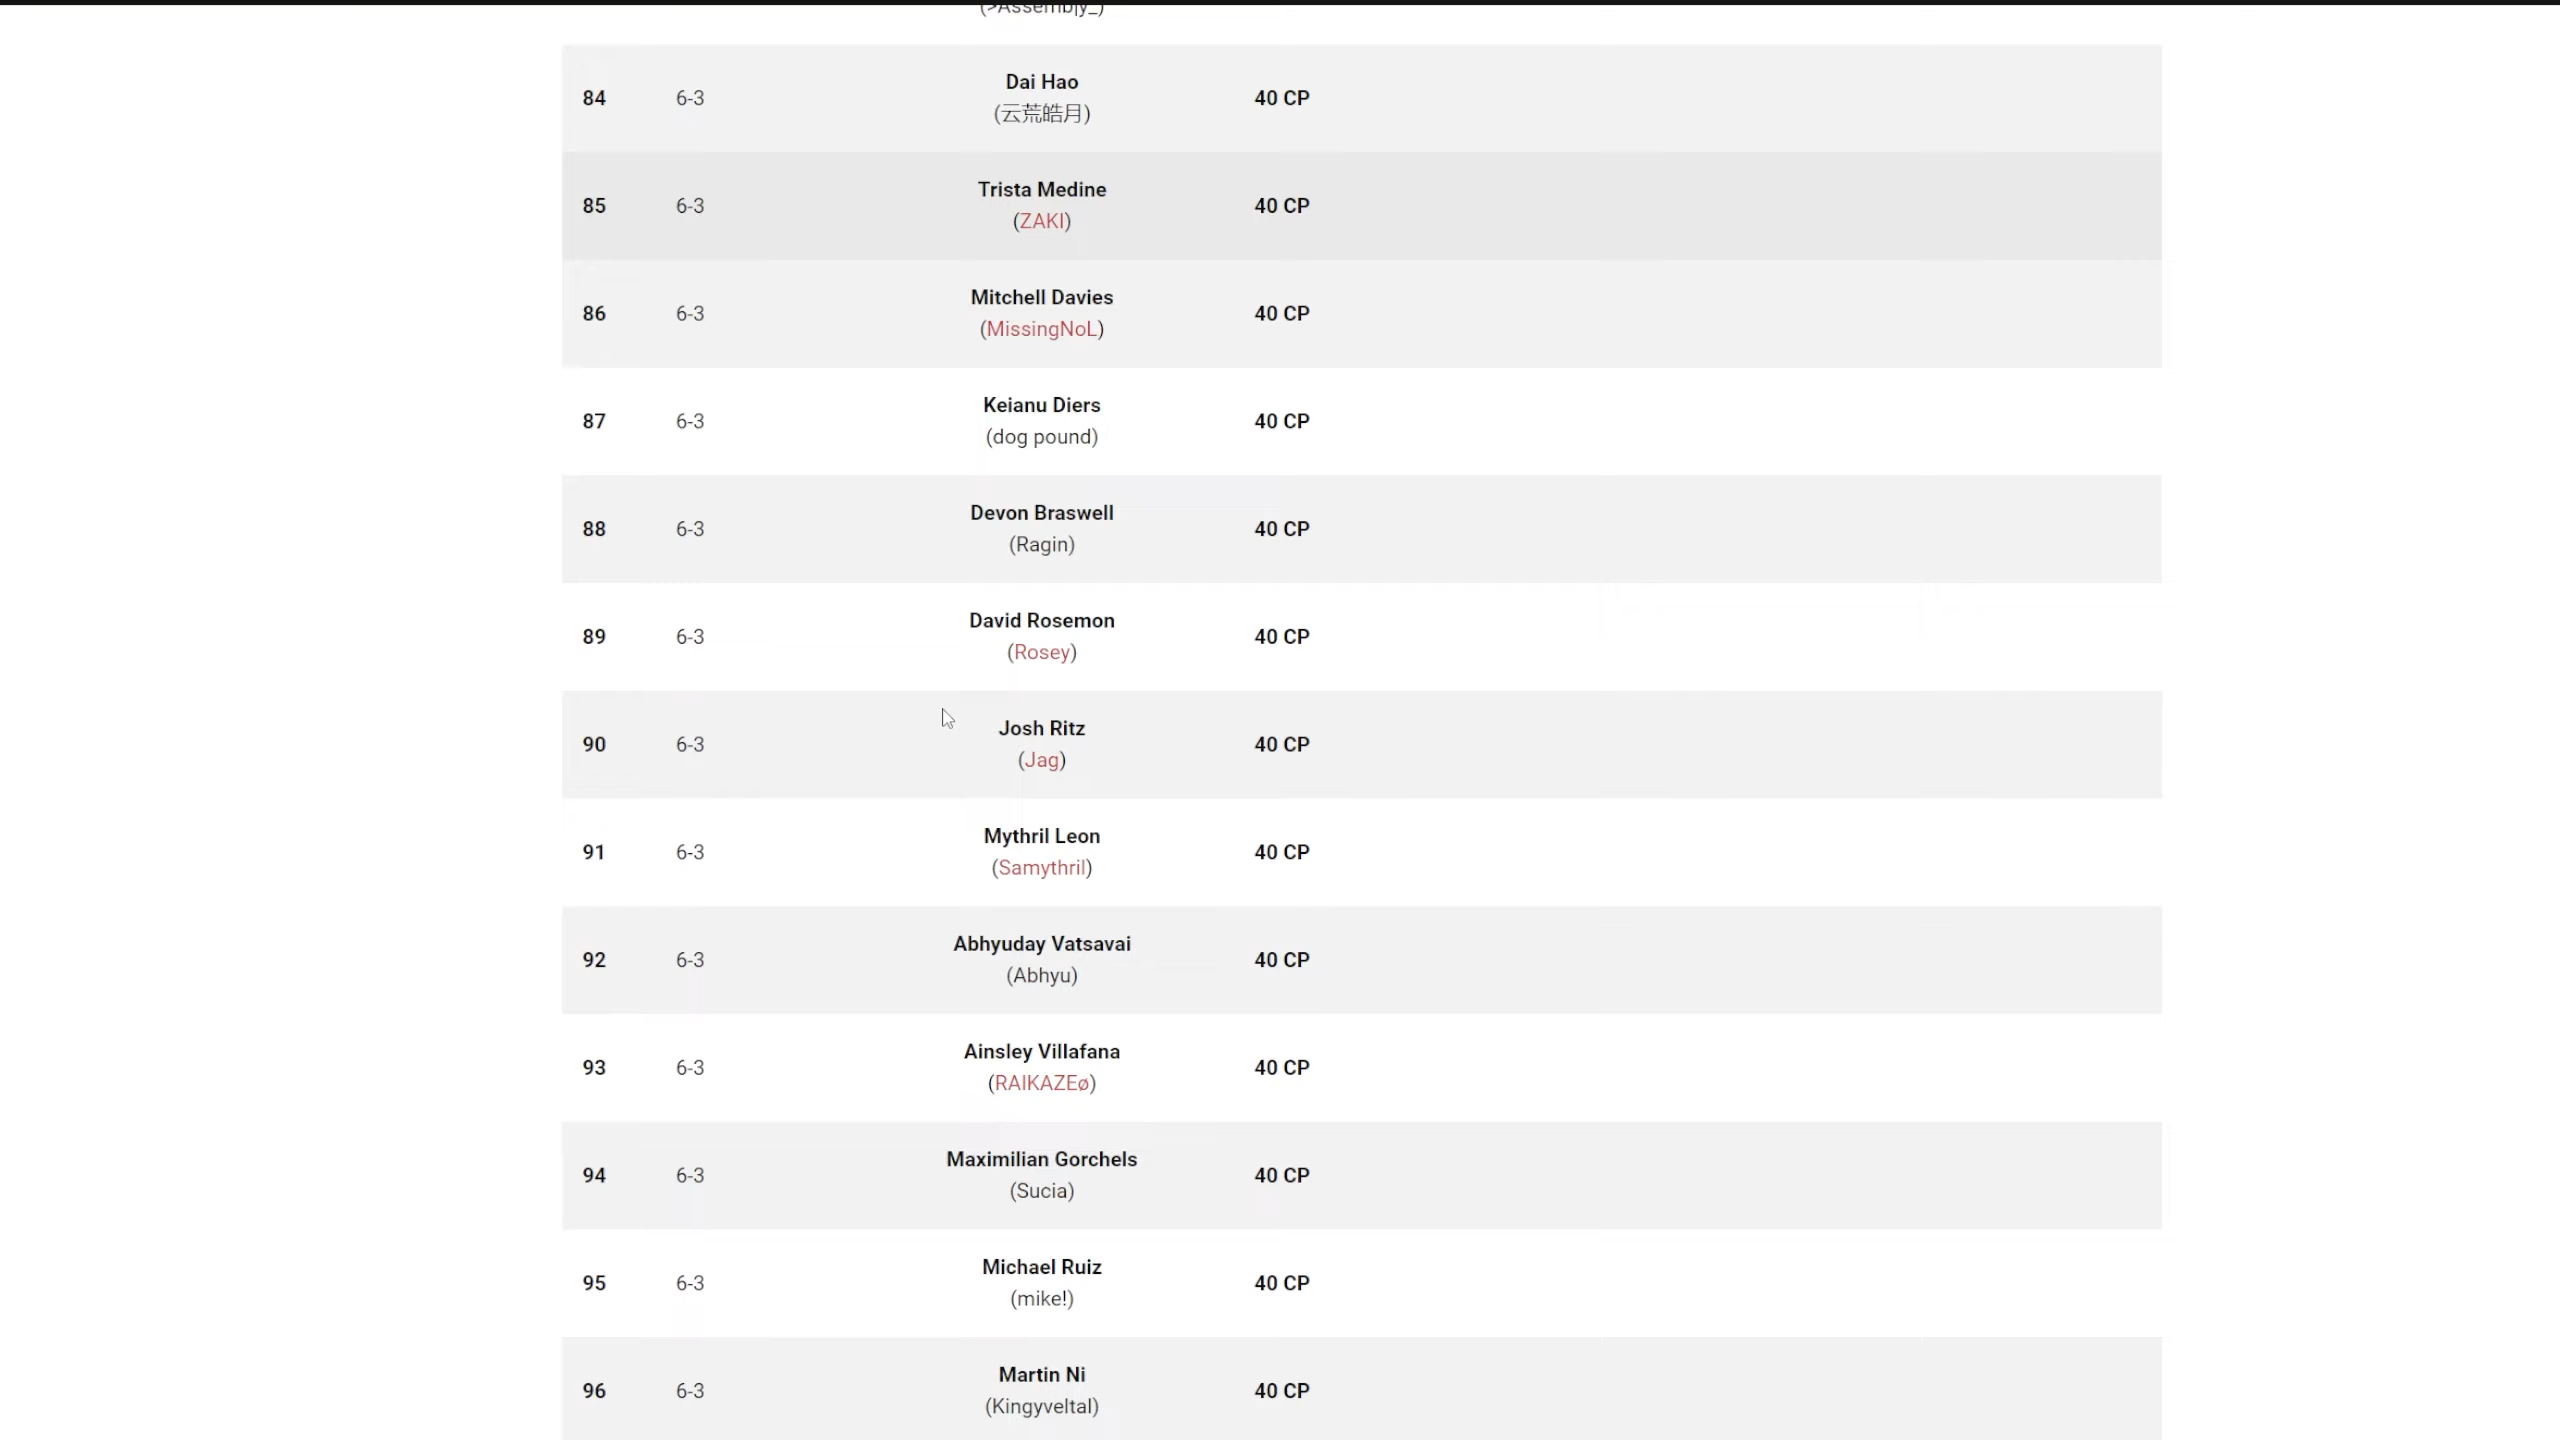 (>Assembly_)
84 6-3 Dai Hao 40 CP
(云荒皓月)
85 6-3 Trista Medine 40 CP
(ZAKI)
86 6-3 Mitchell Davies 40 CP
(MissingNoL)
87 6-3 Keianu Diers 40 CP
(dog pound)
88 6-3 Devon Braswell 40 CP
(Ragin)
89 6-3 David Rosemon 40 CP
(Rosey)
90 6-3 Josh Ritz 40 CP
(Jag)
91 6-3 Mythril Leon 40 CP
(Samythril)
92 6-3 Abhyuday Vatsavai 40 CP
(Abhyu)
93 6-3 Ainsley Villafana 40 CP
(RAIKAZEø)
94 6-3 Maximilian Gorchels 40 CP
(Sucia)
95 6-3 Michael Ruiz 40 CP
(mike!)
96 6-3 Martin Ni 40 CP
(Kingyveltal)